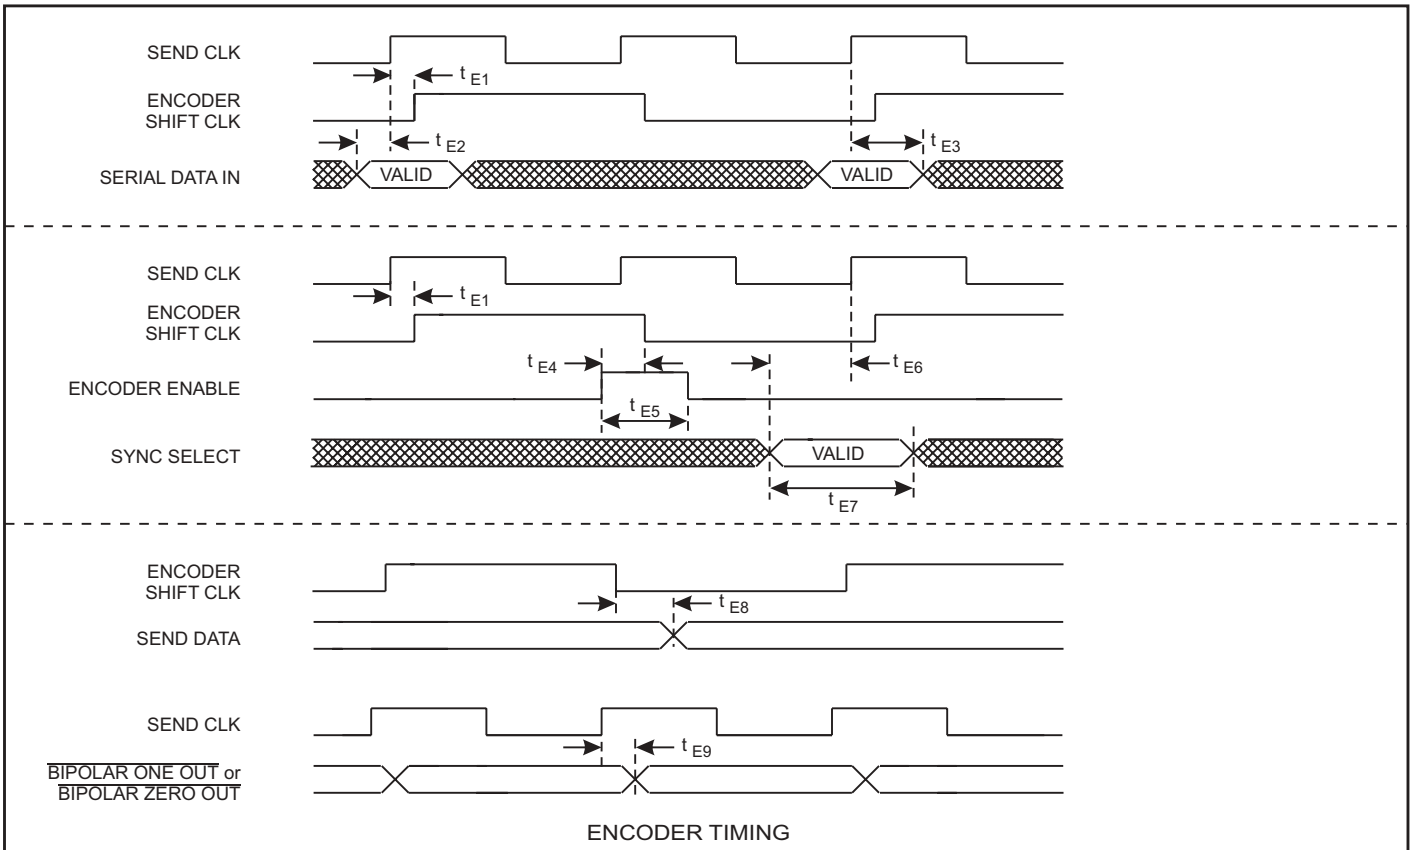 SEND CLK
t E1
ENCODER
SHIFT CLK
t E2
t E3
SERIAL DATA IN
VALID
VALID
SEND CLK
t E1
ENCODER
SHIFT CLK
t E4
t E6
ENCODER ENABLE
t E5
SYNC SELECT
VALID
t E7
ENCODER
SHIFT CLK
t E8
SEND DATA
SEND CLK
t E9
BIPOLAR ONE OUT or
BIPOLAR ZERO OUT
ENCODER TIMING